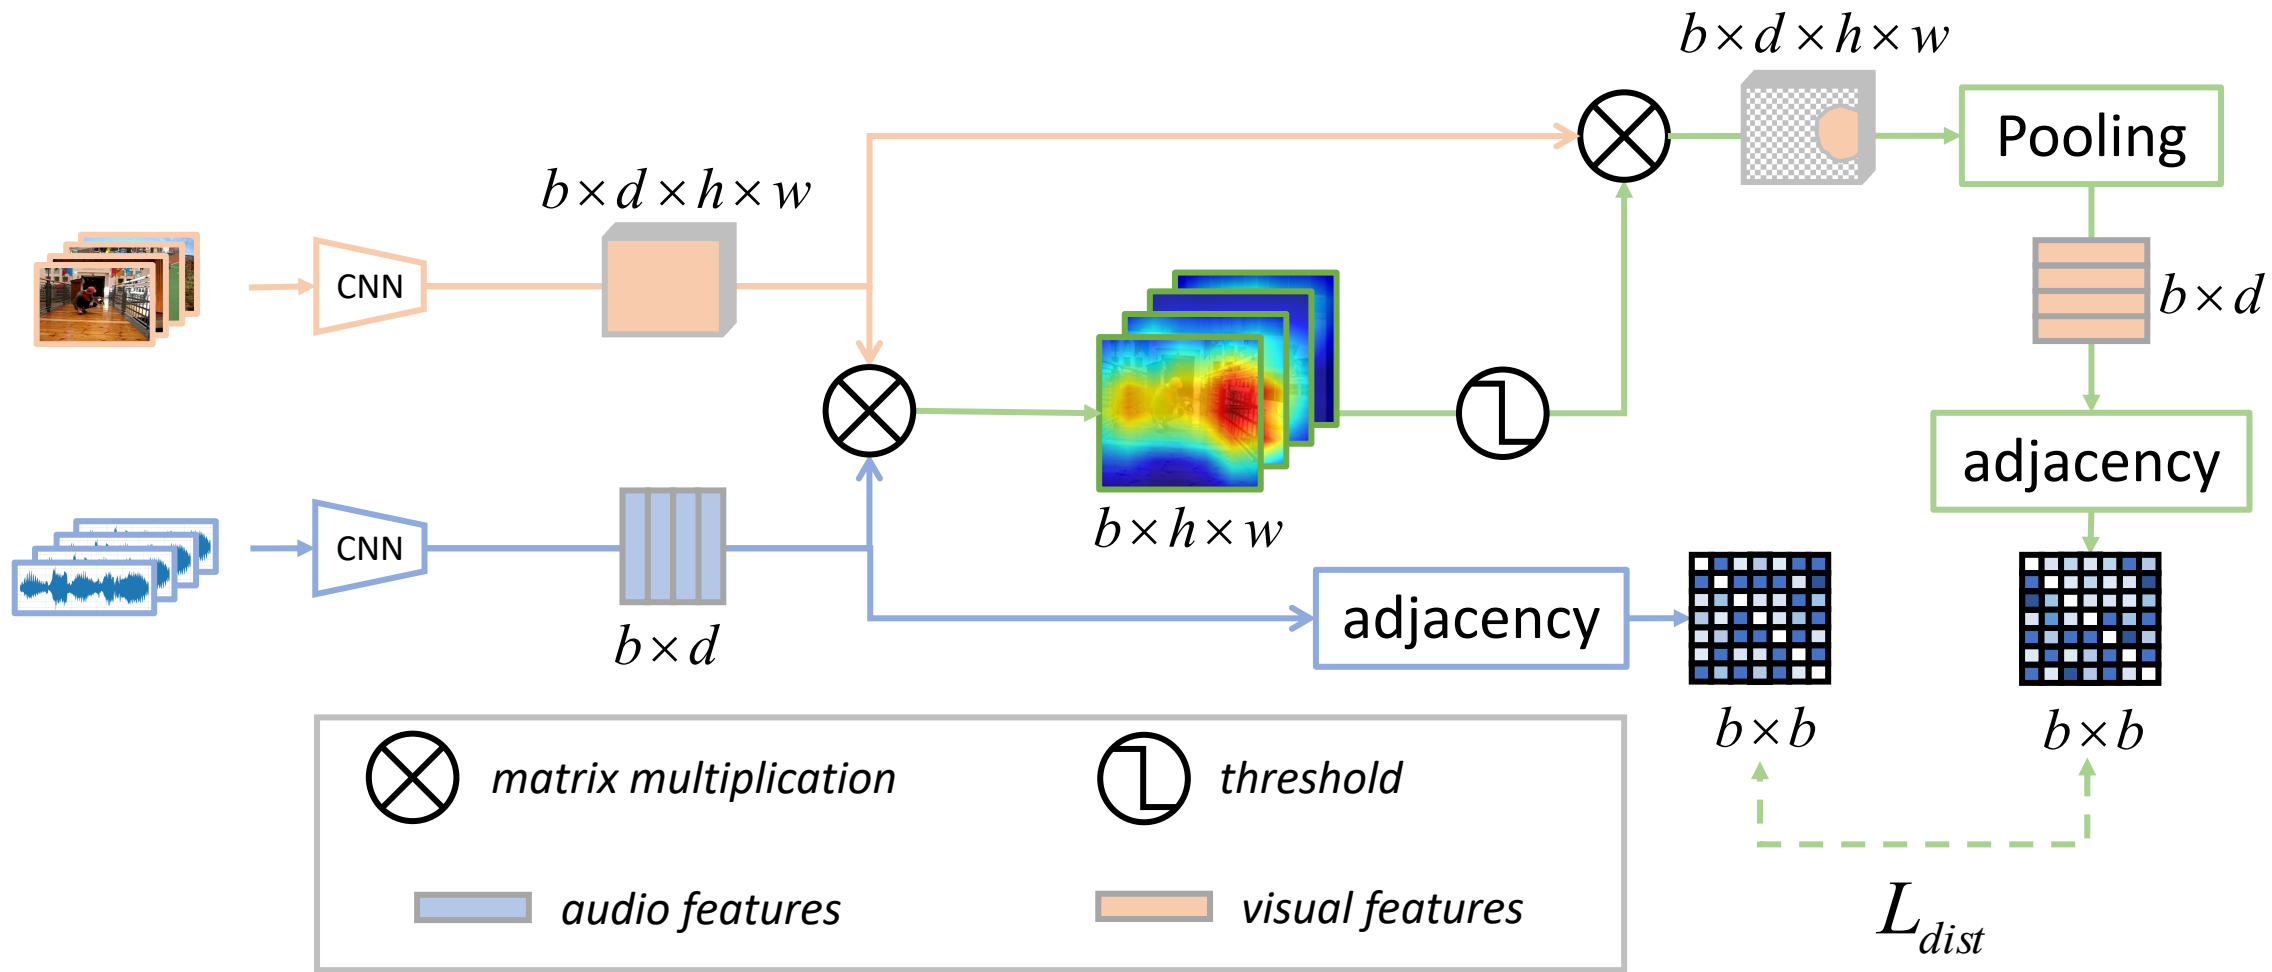 b×d×h×w
Pooling
b×d×h×w
CNN
b×d
adjacency
b×h×w
CNN
adjacency
b×d
b×b
b×b
matrix multiplication
threshold
audio features
visual features
L_dist